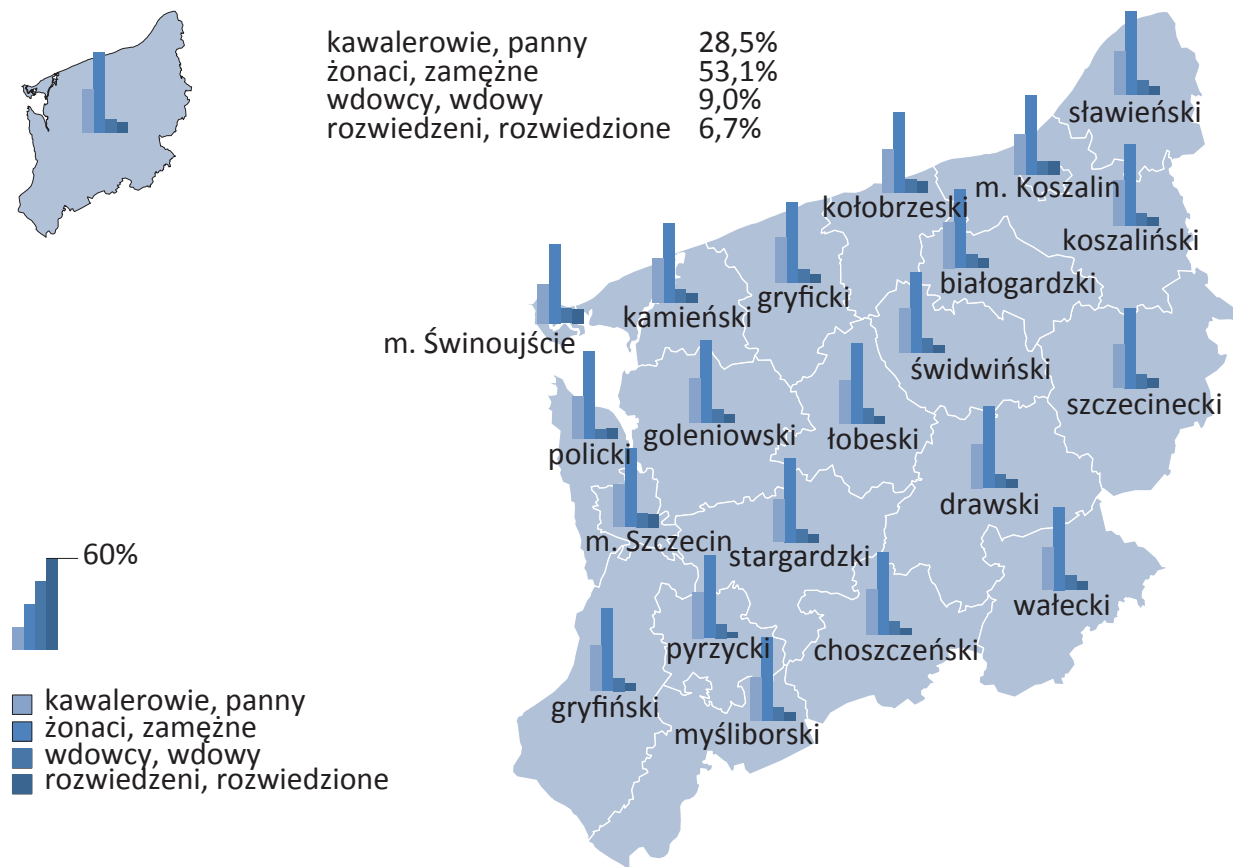 kawalerowie, panny 28,5%
żonaci, zamężne 53,1%
wdowcy, wdowy 9,0%
rozwiedzeni, rozwiedzione 6,7%
sławieński
m. Koszalin
kołobrzeski
koszaliński
białogardzki
gryficki
kamieński
m. Świnoujście
świdwiński
szczecinecki
goleniowski
łobeski
policki
drawski
m. Szczecin
stargardzki
60%
wałecki
pyrzycki
choszczeński
gryfiński
myśliborski
kawalerowie, panny
żonaci, zamężne
wdowcy, wdowy
rozwiedzeni, rozwiedzione